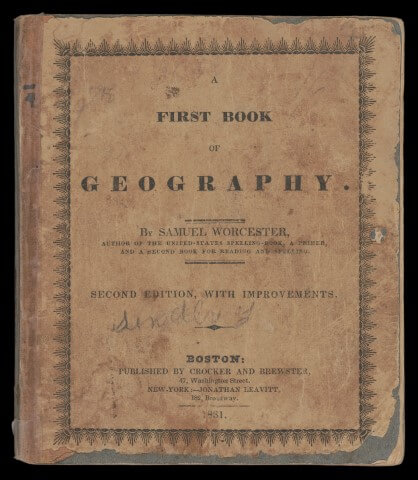 A
FIRST BOOK
OF
GEOGRAPHY.
By SAMUEL WORCESTER,
AUTHOR OF THE UNITED-STATES SPELLING-BOOK, A PRIMER,
AND A SECOND BOOK FOR READING AND SPELLING.
SECOND EDITION, WITH IMPROVEMENTS.
BOSTON:
PUBLISHED BY CROCKER AND BREWSTER,
47, Washington Street.
NEW-YORK:—JONATHAN LEAVITT,
182, Broadway.
1831.